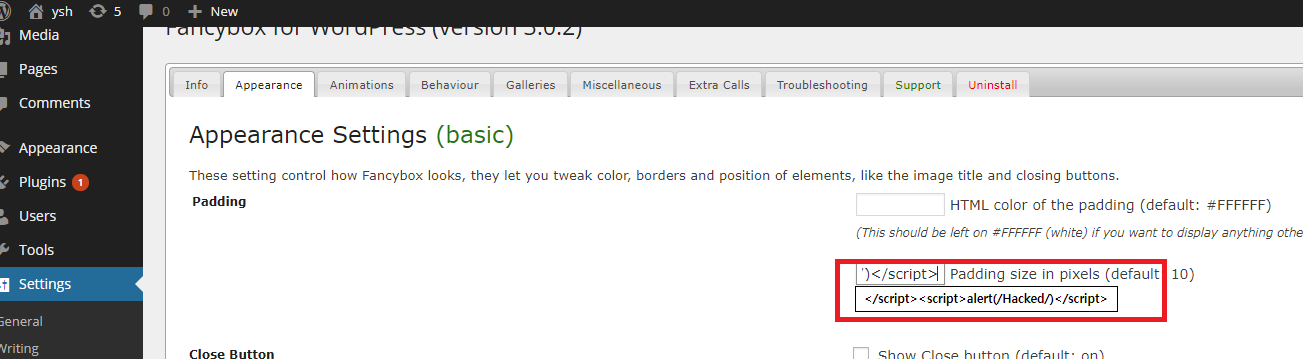 ysh 5 0 New
Fancybox for WordPress (version 3.0.2)
Media
Pages
Comments
Appearance
Plugins 1
Users
Tools
Settings
General
Writing
Info Appearance Animations Behaviour Galleries Miscellaneous Extra Calls Troubleshooting Support Uninstall
Appearance Settings (basic)
These setting control how Fancybox looks, they let you tweak color, borders and position of elements, like the image title and closing buttons.
Padding
HTML color of the padding (default: #FFFFFF)
(This should be left on #FFFFFF (white) if you want to display anything othe
')</script> Padding size in pixels (default: 10)
</script><script>alert(/Hacked/)</script>
Close Button
Show Close button (default: on)